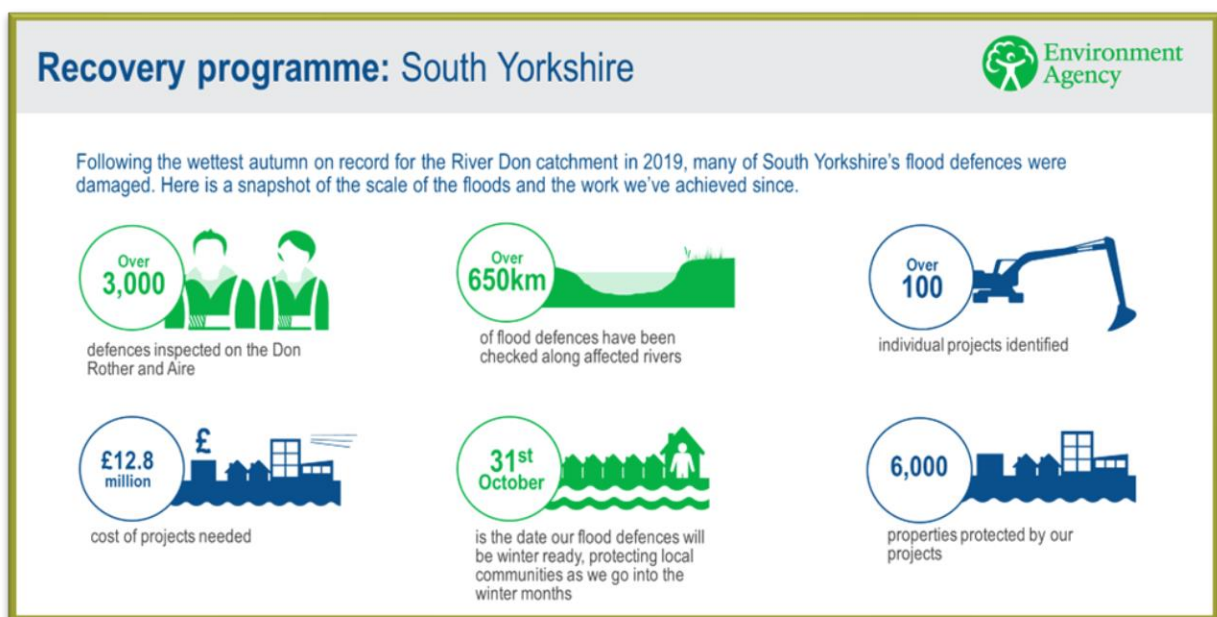 Recovery programme: South Yorkshire
Environment
Agency
Following the wettest autumn on record for the River Don catchment in 2019, many of South Yorkshire's flood defences were
damaged. Here is a snapshot of the scale of the floods and the work we've achieved since.
Over
3,000
defences inspected on the Don
Rother and Aire
Over
650km
of flood defences have been
checked along affected rivers
Over
100
individual projects identified
£12.8
million
£
cost of projects needed
31st
October
is the date our flood defences will
be winter ready, protecting local
communities as we go into the
winter months
6,000
properties protected by our
projects